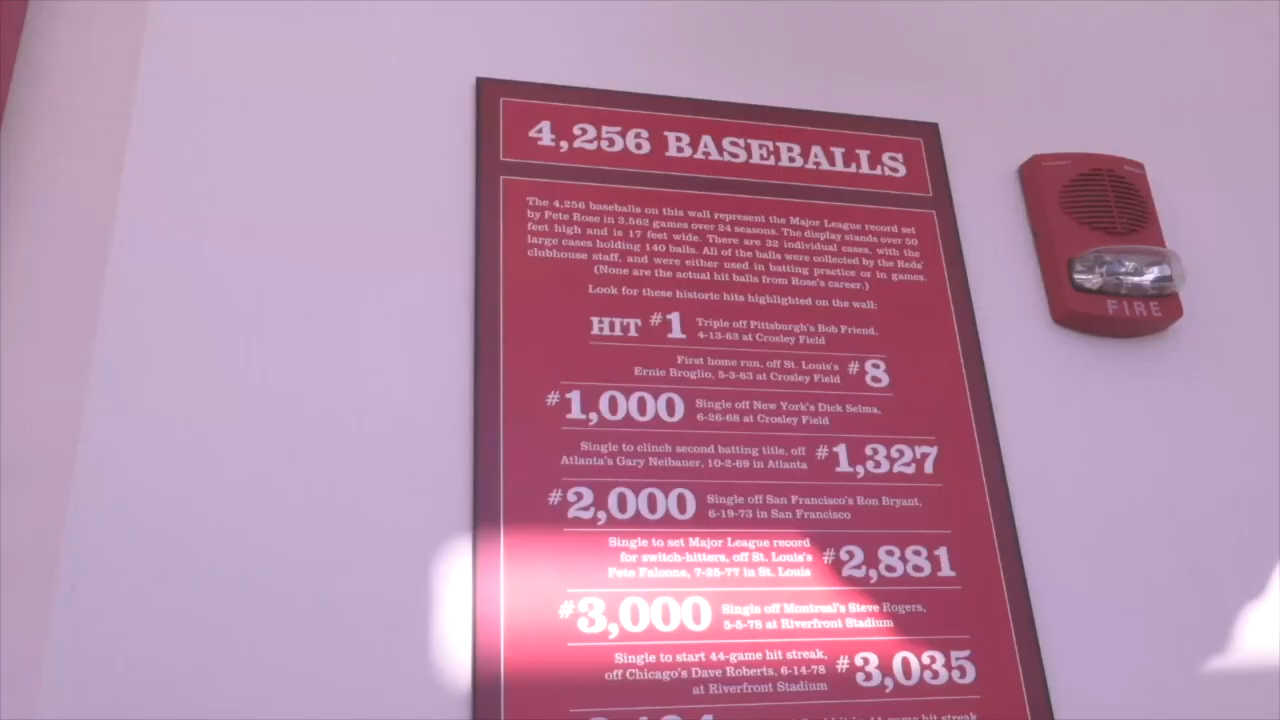 4,256 BASEBALLS
The 4,256 baseballs on this wall represent the Major League record set
by Pete Rose in 3,562 games over 24 seasons. The display stands over 50
feet high and is 17 feet wide. There are 32 individual cases, with the
large cases holding 140 balls. All of the balls were collected by the Reds'
clubhouse staff, and were either used in batting practice or in games.
(None are the actual hit balls from Rose's career.)
Look for these historic hits highlighted on the wall:
HIT #1 Triple off Pittsburgh's Bob Friend,
4-13-63 at Crosley Field
First home run, off St. Louis's
Ernie Broglio, 5-3-63 at Crosley Field #8
#1,000 Single off New York's Dick Selma,
6-26-68 at Crosley Field
Single to clinch second batting title, off
Atlanta's Gary Neibauer, 10-2-69 in Atlanta #1,327
#2,000 Single off San Francisco's Ron Bryant,
6-19-73 in San Francisco
Single to set Major League record
for switch-hitters, off St. Louis's
Pete Falcone, 7-25-77 in St. Louis #2,881
#3,000 Single off Montreal's Steve Rogers,
5-5-78 at Riverfront Stadium
Single to start 44-game hit streak,
off Chicago's Dave Roberts, 6-14-78
at Riverfront Stadium #3,035
hit in 44-game hit streak
FIRE